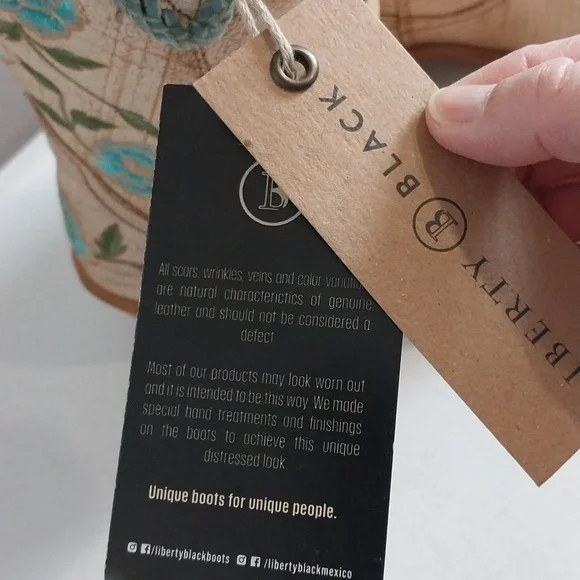 LIBERTY B BLACK
B
All scars, wrinkles, veins and color
are natural characterictics of genuine
leather and should not be considered a
defect
Most of our products may look worn out
and it is intended to be this way. We made
special hand treatments and finishings
on the boots to achieve this unique
distressed look
Unique boots for unique people.
/libertyblackboots /libertyblackmexico